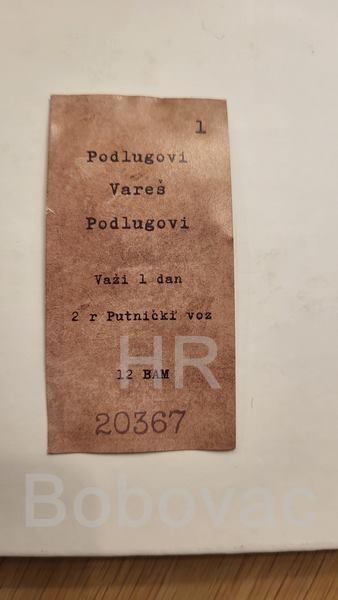 1
Podlugovi
Vareš
Podlugovi
Važi 1 dan
2 r Putnički voz
HR
12 BAM
20367
Bobovac